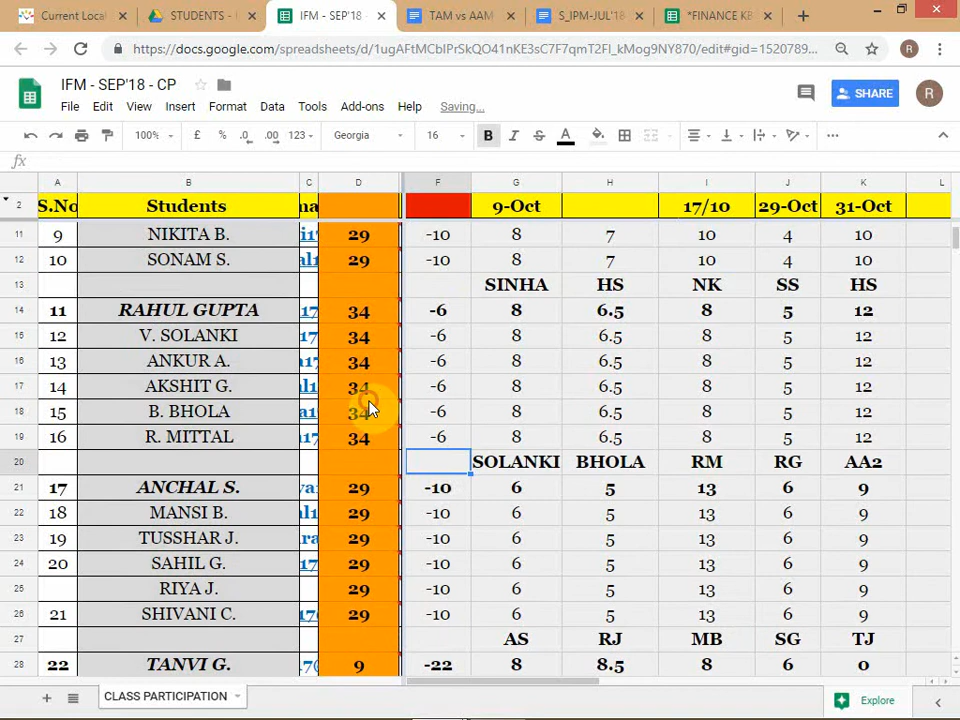 Current Local
STUDENTS -
IFM - SEP'18 -
TAM vs AAM
S_IPM-JUL'18
*FINANCE KB
https://docs.google.com/spreadsheets/d/1ugAFtMCbIPrSkQO41nKE3sC7F7qmT2FI_kMog9NY870/edit#gid=1520789...
R
IFM - SEP'18 - CP
SHARE
R
File Edit View Insert Format Data Tools Add-ons Help Saving...
100% £ % .0 .00 123 Georgia 16 B I S A
fx
A B C D F G H I J K L
2 S.No Students na 9-Oct 17/10 29-Oct 31-Oct
11 9 NIKITA B. 29 -10 8 7 10 4 10
12 10 SONAM S. 29 -10 8 7 10 4 10
13 SINHA HS NK SS HS
14 11 RAHUL GUPTA 17 34 -6 8 6.5 8 5 12
15 12 V. SOLANKI 17 34 -6 8 6.5 8 5 12
16 13 ANKUR A. 34 -6 8 6.5 8 5 12
17 14 AKSHIT G. 34 -6 8 6.5 8 5 12
18 15 B. BHOLA 34 -6 8 6.5 8 5 12
19 16 R. MITTAL 34 -6 8 6.5 8 5 12
20 SOLANKI BHOLA RM RG AA2
21 17 ANCHAL S. va 29 -10 6 5 13 6 9
22 18 MANSI B. 29 -10 6 5 13 6 9
23 19 TUSSHAR J. 29 -10 6 5 13 6 9
24 20 SAHIL G. 29 -10 6 5 13 6 9
25 RIYA J. 29 -10 6 5 13 6 9
26 21 SHIVANI C. 29 -10 6 5 13 6 9
27 AS RJ MB SG TJ
28 22 TANVI G. 9 -22 8 8.5 8 6 0
+ CLASS PARTICIPATION Explore